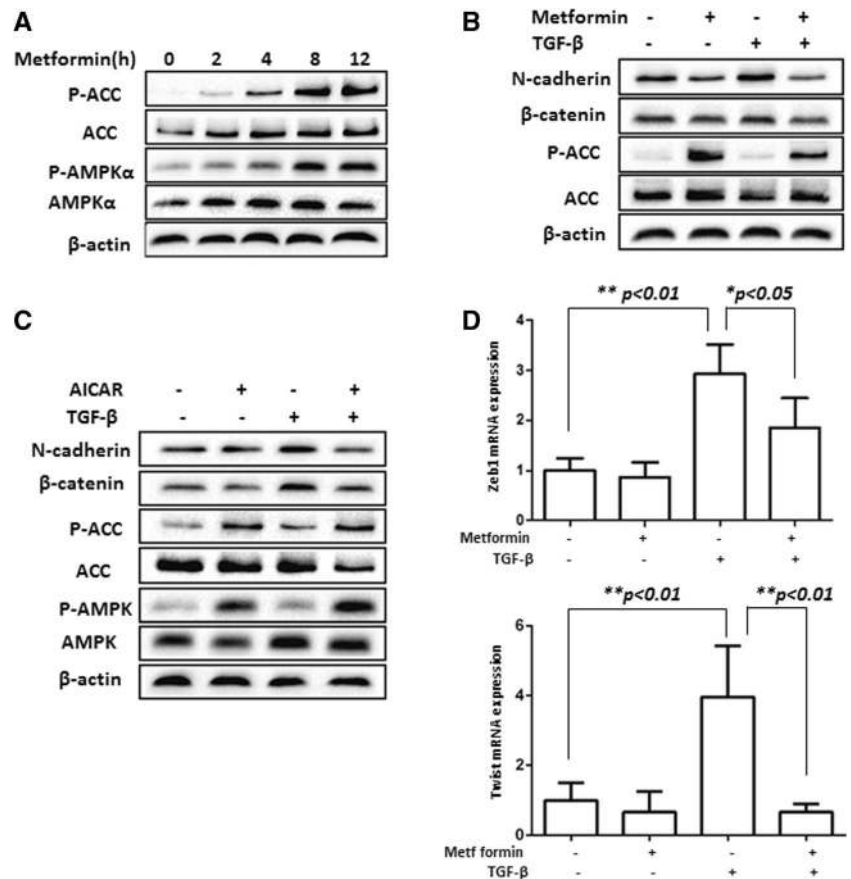 A
Metformin(h) 0 2 4 8 12
P-ACC
ACC
P-AMPKα
AMPKα
β-actin
B
Metformin - + - +
TGF-β - - + +
N-cadherin
β-catenin
P-ACC
ACC
β-actin
C
AICAR - + - +
TGF-β - - + +
N-cadherin
β-catenin
P-ACC
ACC
P-AMPK
AMPK
β-actin
D
** p<0.01 *p<0.05
Zeb1 mRNA expression
4
3
2
1
0
Metformin - + - +
TGF-β - - + +
**p<0.01 **p<0.01
Twist mRNA expression
6
4
2
0
Metf formin - + - +
TGF-β - - + +